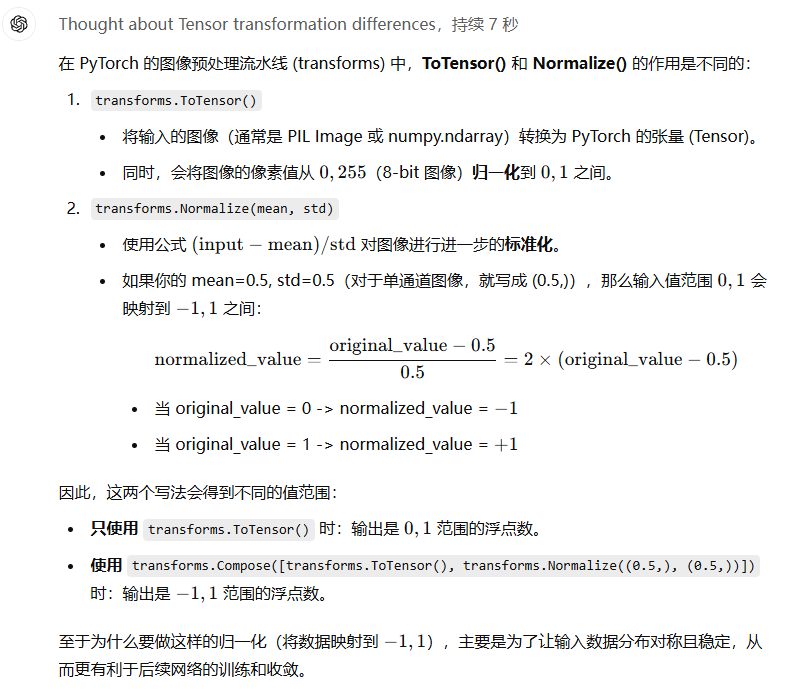 Thought about Tensor transformation differences，持续 7 秒
在 PyTorch 的图像预处理流水线 (transforms) 中，ToTensor() 和 Normalize() 的作用是不同的：
1. transforms.ToTensor()
• 将输入的图像（通常是 PIL Image 或 numpy.ndarray）转换为 PyTorch 的张量 (Tensor)。
• 同时，会将图像的像素值从 0, 255（8-bit 图像）归一化到 0, 1 之间。
2. transforms.Normalize(mean, std)
• 使用公式 (input − mean)/std 对图像进行进一步的标准化。
• 如果你的 mean=0.5, std=0.5（对于单通道图像，就写成 (0.5,)），那么输入值范围 0, 1 会
映射到 −1, 1 之间：
normalized_value = \frac{original_value − 0.5}{0.5} = 2 × (original_value − 0.5)
• 当 original_value = 0 -> normalized_value = −1
• 当 original_value = 1 -> normalized_value = +1
因此，这两个写法会得到不同的值范围：
• 只使用 transforms.ToTensor() 时：输出是 0, 1 范围的浮点数。
• 使用 transforms.Compose([transforms.ToTensor(), transforms.Normalize((0.5,), (0.5,))])
时：输出是 −1, 1 范围的浮点数。
至于为什么要做这样的归一化（将数据映射到 −1, 1），主要是为了让输入数据分布对称且稳定，从
而更有利于后续网络的训练和收敛。